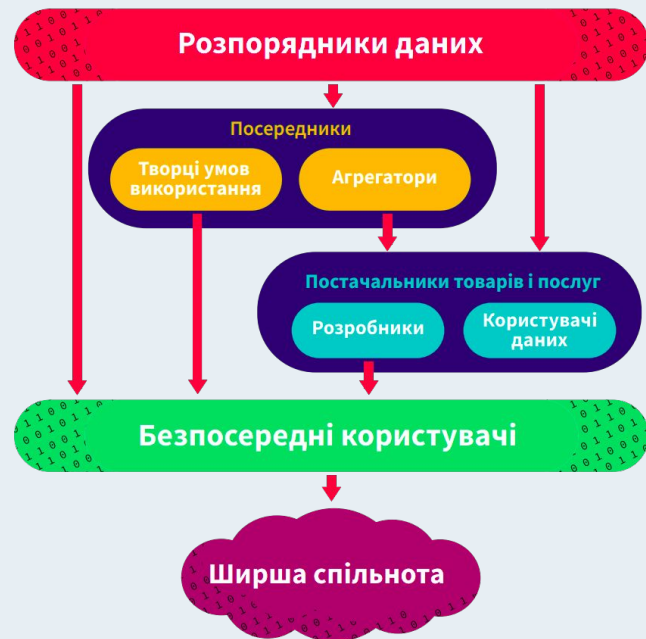 Розпорядники даних
Посередники
Творці умов
використання
Агрегатори
Постачальники товарів і послуг
Розробники
Користувачі
даних
Безпосередні користувачі
Ширша спільнота